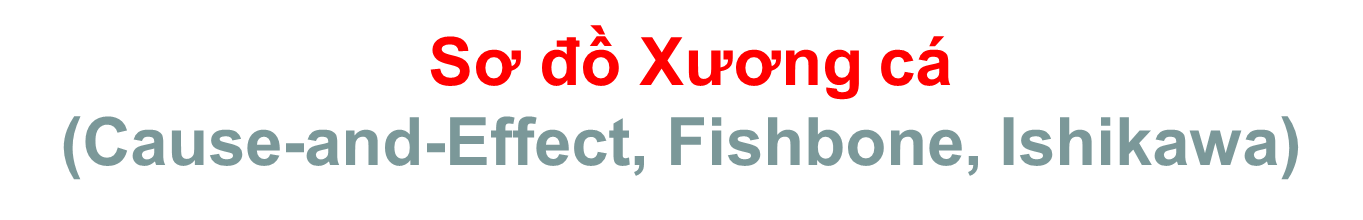 Sơ đồ Xương cá
(Cause-and-Effect, Fishbone, Ishikawa)